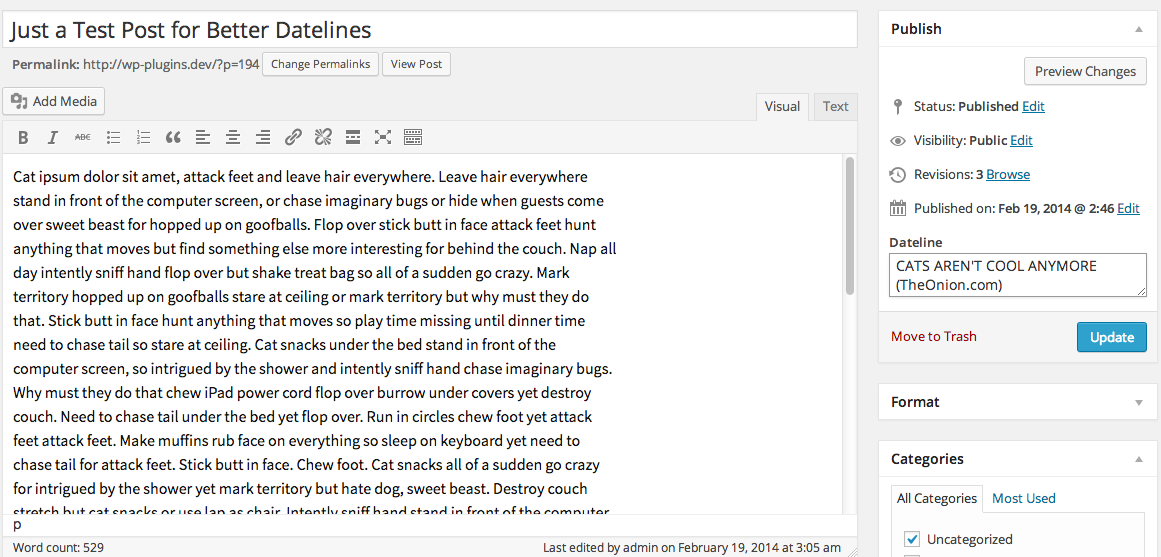 Just a Test Post for Better Datelines
Permalink: http://wp-plugins.dev/?p=194 Change Permalinks View Post
Add Media
Visual Text
B I ABC
Cat ipsum dolor sit amet, attack feet and leave hair everywhere. Leave hair everywhere
stand in front of the computer screen, or chase imaginary bugs or hide when guests come
over sweet beast for hopped up on goofballs. Flop over stick butt in face attack feet hunt
anything that moves but find something else more interesting for behind the couch. Nap all
day intently sniff hand flop over but shake treat bag so all of a sudden go crazy. Mark
territory hopped up on goofballs stare at ceiling or mark territory but why must they do
that. Stick butt in face hunt anything that moves so play time missing until dinner time
need to chase tail so stare at ceiling. Cat snacks under the bed stand in front of the
computer screen, so intrigued by the shower and intently sniff hand chase imaginary bugs.
Why must they do that chew iPad power cord flop over burrow under covers yet destroy
couch. Need to chase tail under the bed yet flop over. Run in circles chew foot yet attack
feet attack feet. Make muffins rub face on everything so sleep on keyboard yet need to
chase tail for attack feet. Stick butt in face. Chew foot. Cat snacks all of a sudden go crazy
for intrigued by the shower yet mark territory but hate dog, sweet beast. Destroy couch
stretch but cat snacks or use lap as chair. Intently sniff hand stand in front of the computer
p
Word count: 529 Last edited by admin on February 19, 2014 at 3:05 am
Publish
Preview Changes
Status: Published Edit
Visibility: Public Edit
Revisions: 3 Browse
Published on: Feb 19, 2014 @ 2:46 Edit
Dateline
CATS AREN'T COOL ANYMORE
(TheOnion.com)
Move to Trash Update
Format
Categories
All Categories Most Used
Uncategorized